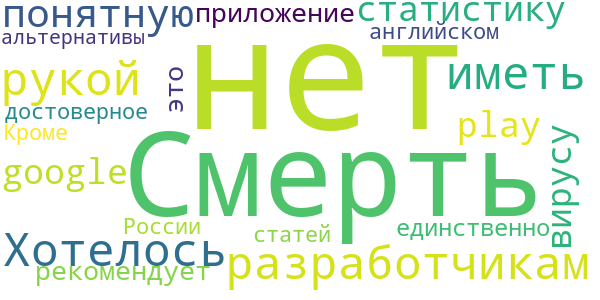 понятную
приложение
статистику
альтернативы
английском
нет
рукой
это
иметь
достоверное
Смерть
Кроме
play
google
вирусу
России
единственно
статей
Хотелось
рекомендует
разработчикам